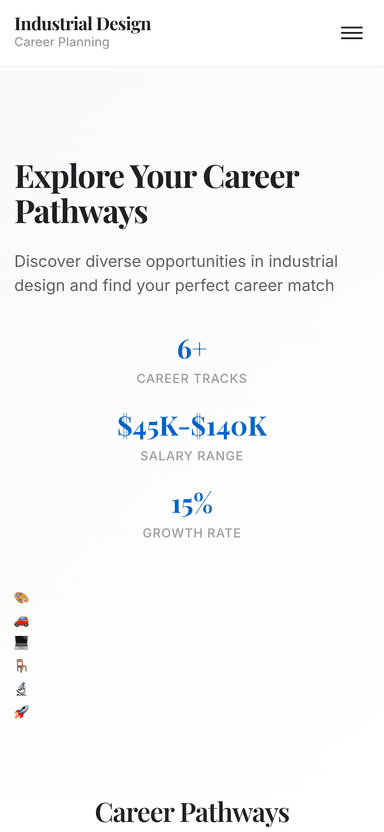 Industrial Design
Career Planning
Explore Your Career
Pathways
Discover diverse opportunities in industrial
design and find your perfect career match
6+
CAREER TRACKS
$45K-$140K
SALARY RANGE
15%
GROWTH RATE
🎨
🚗
💻
🪑
🔬
🚀
Career Pathways